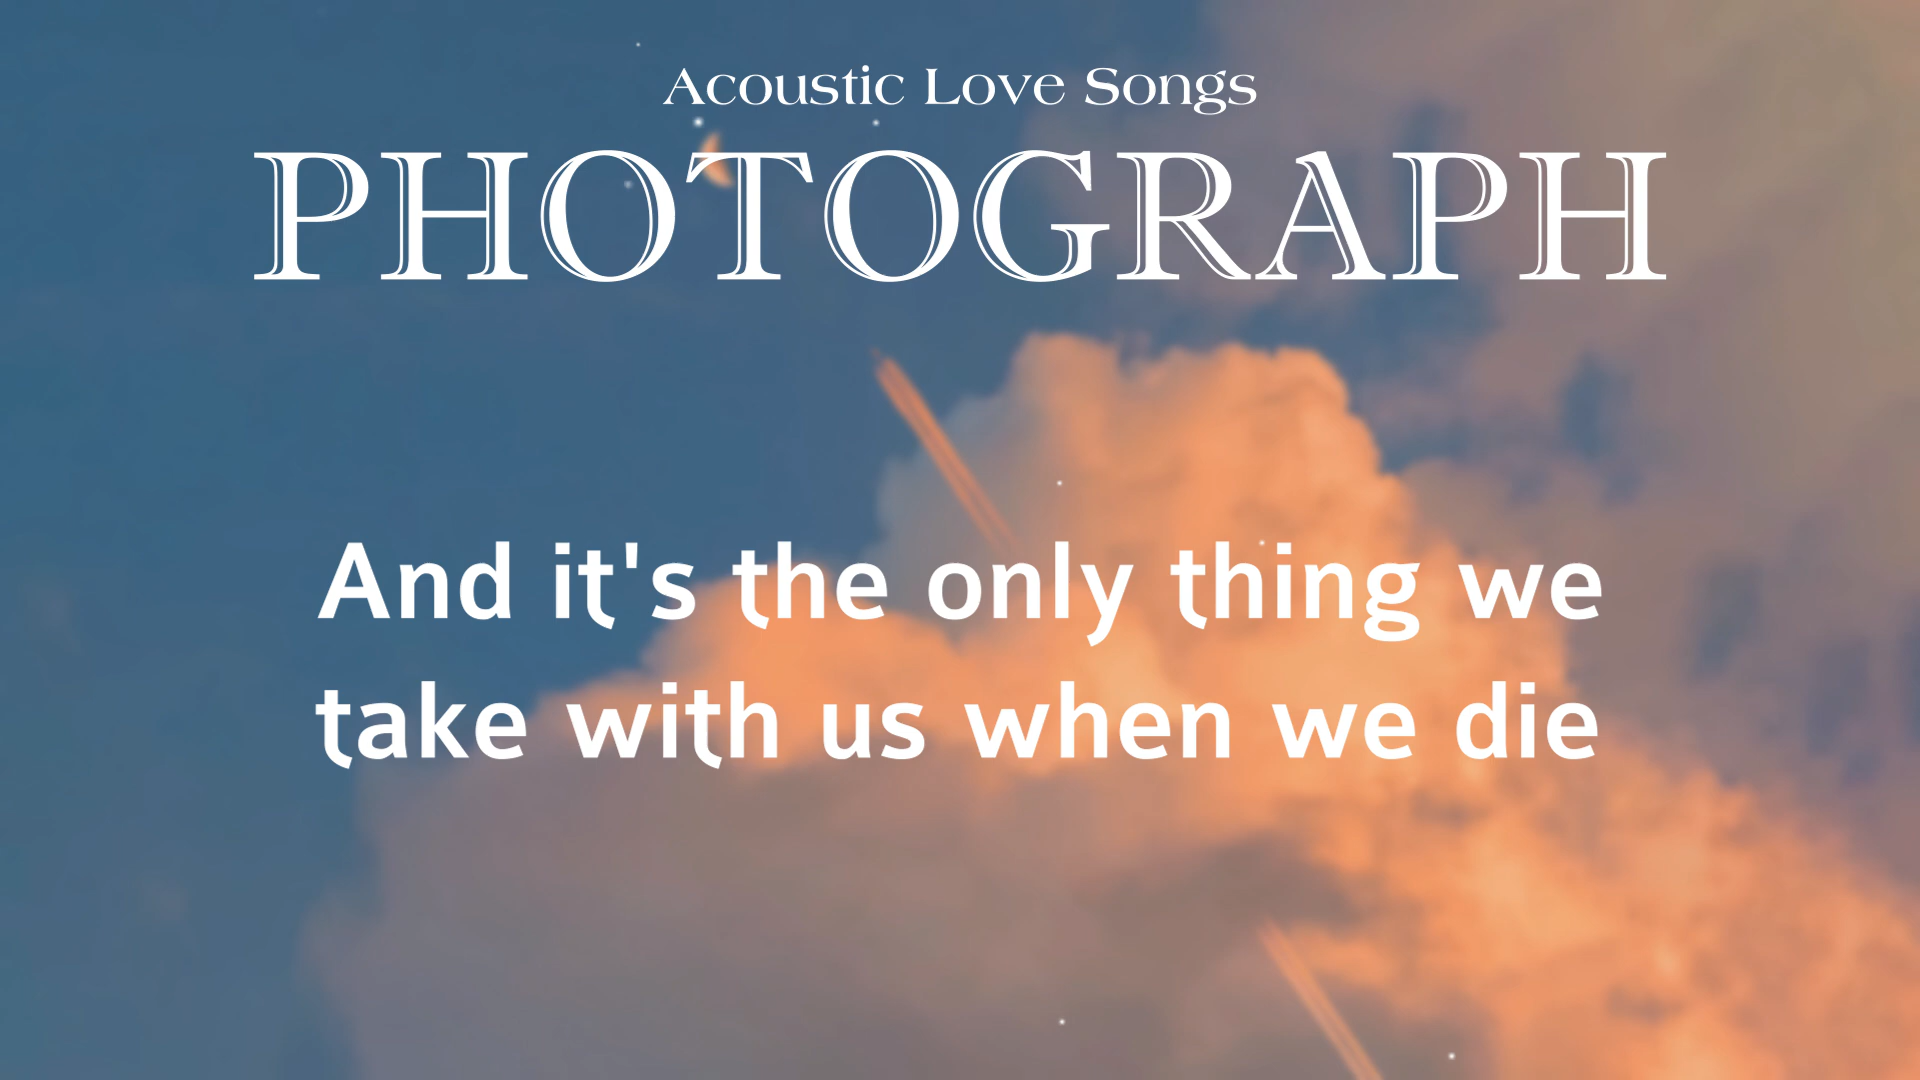 Acoustic Love Songs
PHOTOGRAPH
And it's the only thing we
take with us when we die